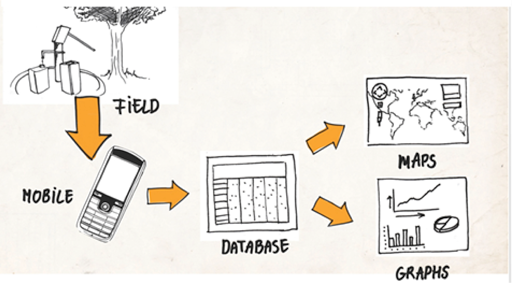 FiELD
MOBILE
DATABASE
MAPS
GRAPHS